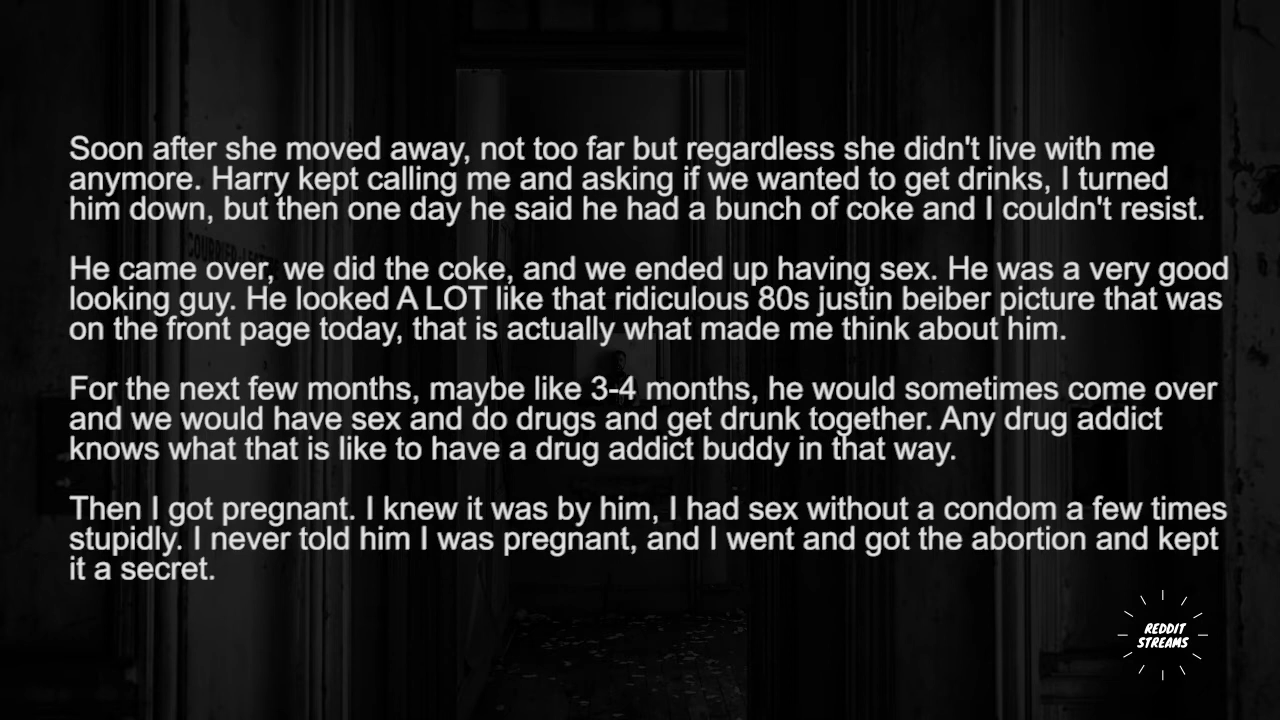 Soon after she moved away, not too far but regardless she didn't live with me
anymore. Harry kept calling me and asking if we wanted to get drinks, I turned
him down, but then one day he said he had a bunch of coke and I couldn't resist.
He came over, we did the coke, and we ended up having sex. He was a very good
looking guy. He looked A LOT like that ridiculous 80s justin beiber picture that was
on the front page today, that is actually what made me think about him.
For the next few months, maybe like 3-4 months, he would sometimes come over
and we would have sex and do drugs and get drunk together. Any drug addict
knows what that is like to have a drug addict buddy in that way.
Then I got pregnant. I knew it was by him, I had sex without a condom a few times
stupidly. I never told him I was pregnant, and I went and got the abortion and kept
it a secret.
REDDIT
STREAMS